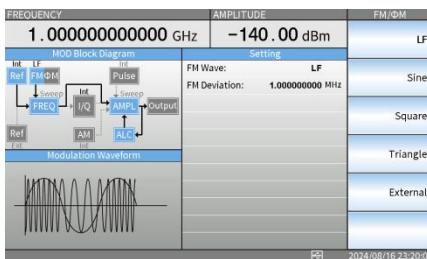 FREQUENCY AMPLITUDE FM/ΦM
1.000000000000 GHz −140.00 dBm
MOD Block Diagram
Int LF Int
Ref FMΦM Pulse
Sweep Int Sweep
FREQ I/Q AMPL Output
Ref AM ALC
Ext Int
Modulation Waveform
Setting
FM Wave: LF
FM Deviation: 1.000000000 MHz
LF
Sine
Square
Triangle
External
2024/08/16 23:20:0